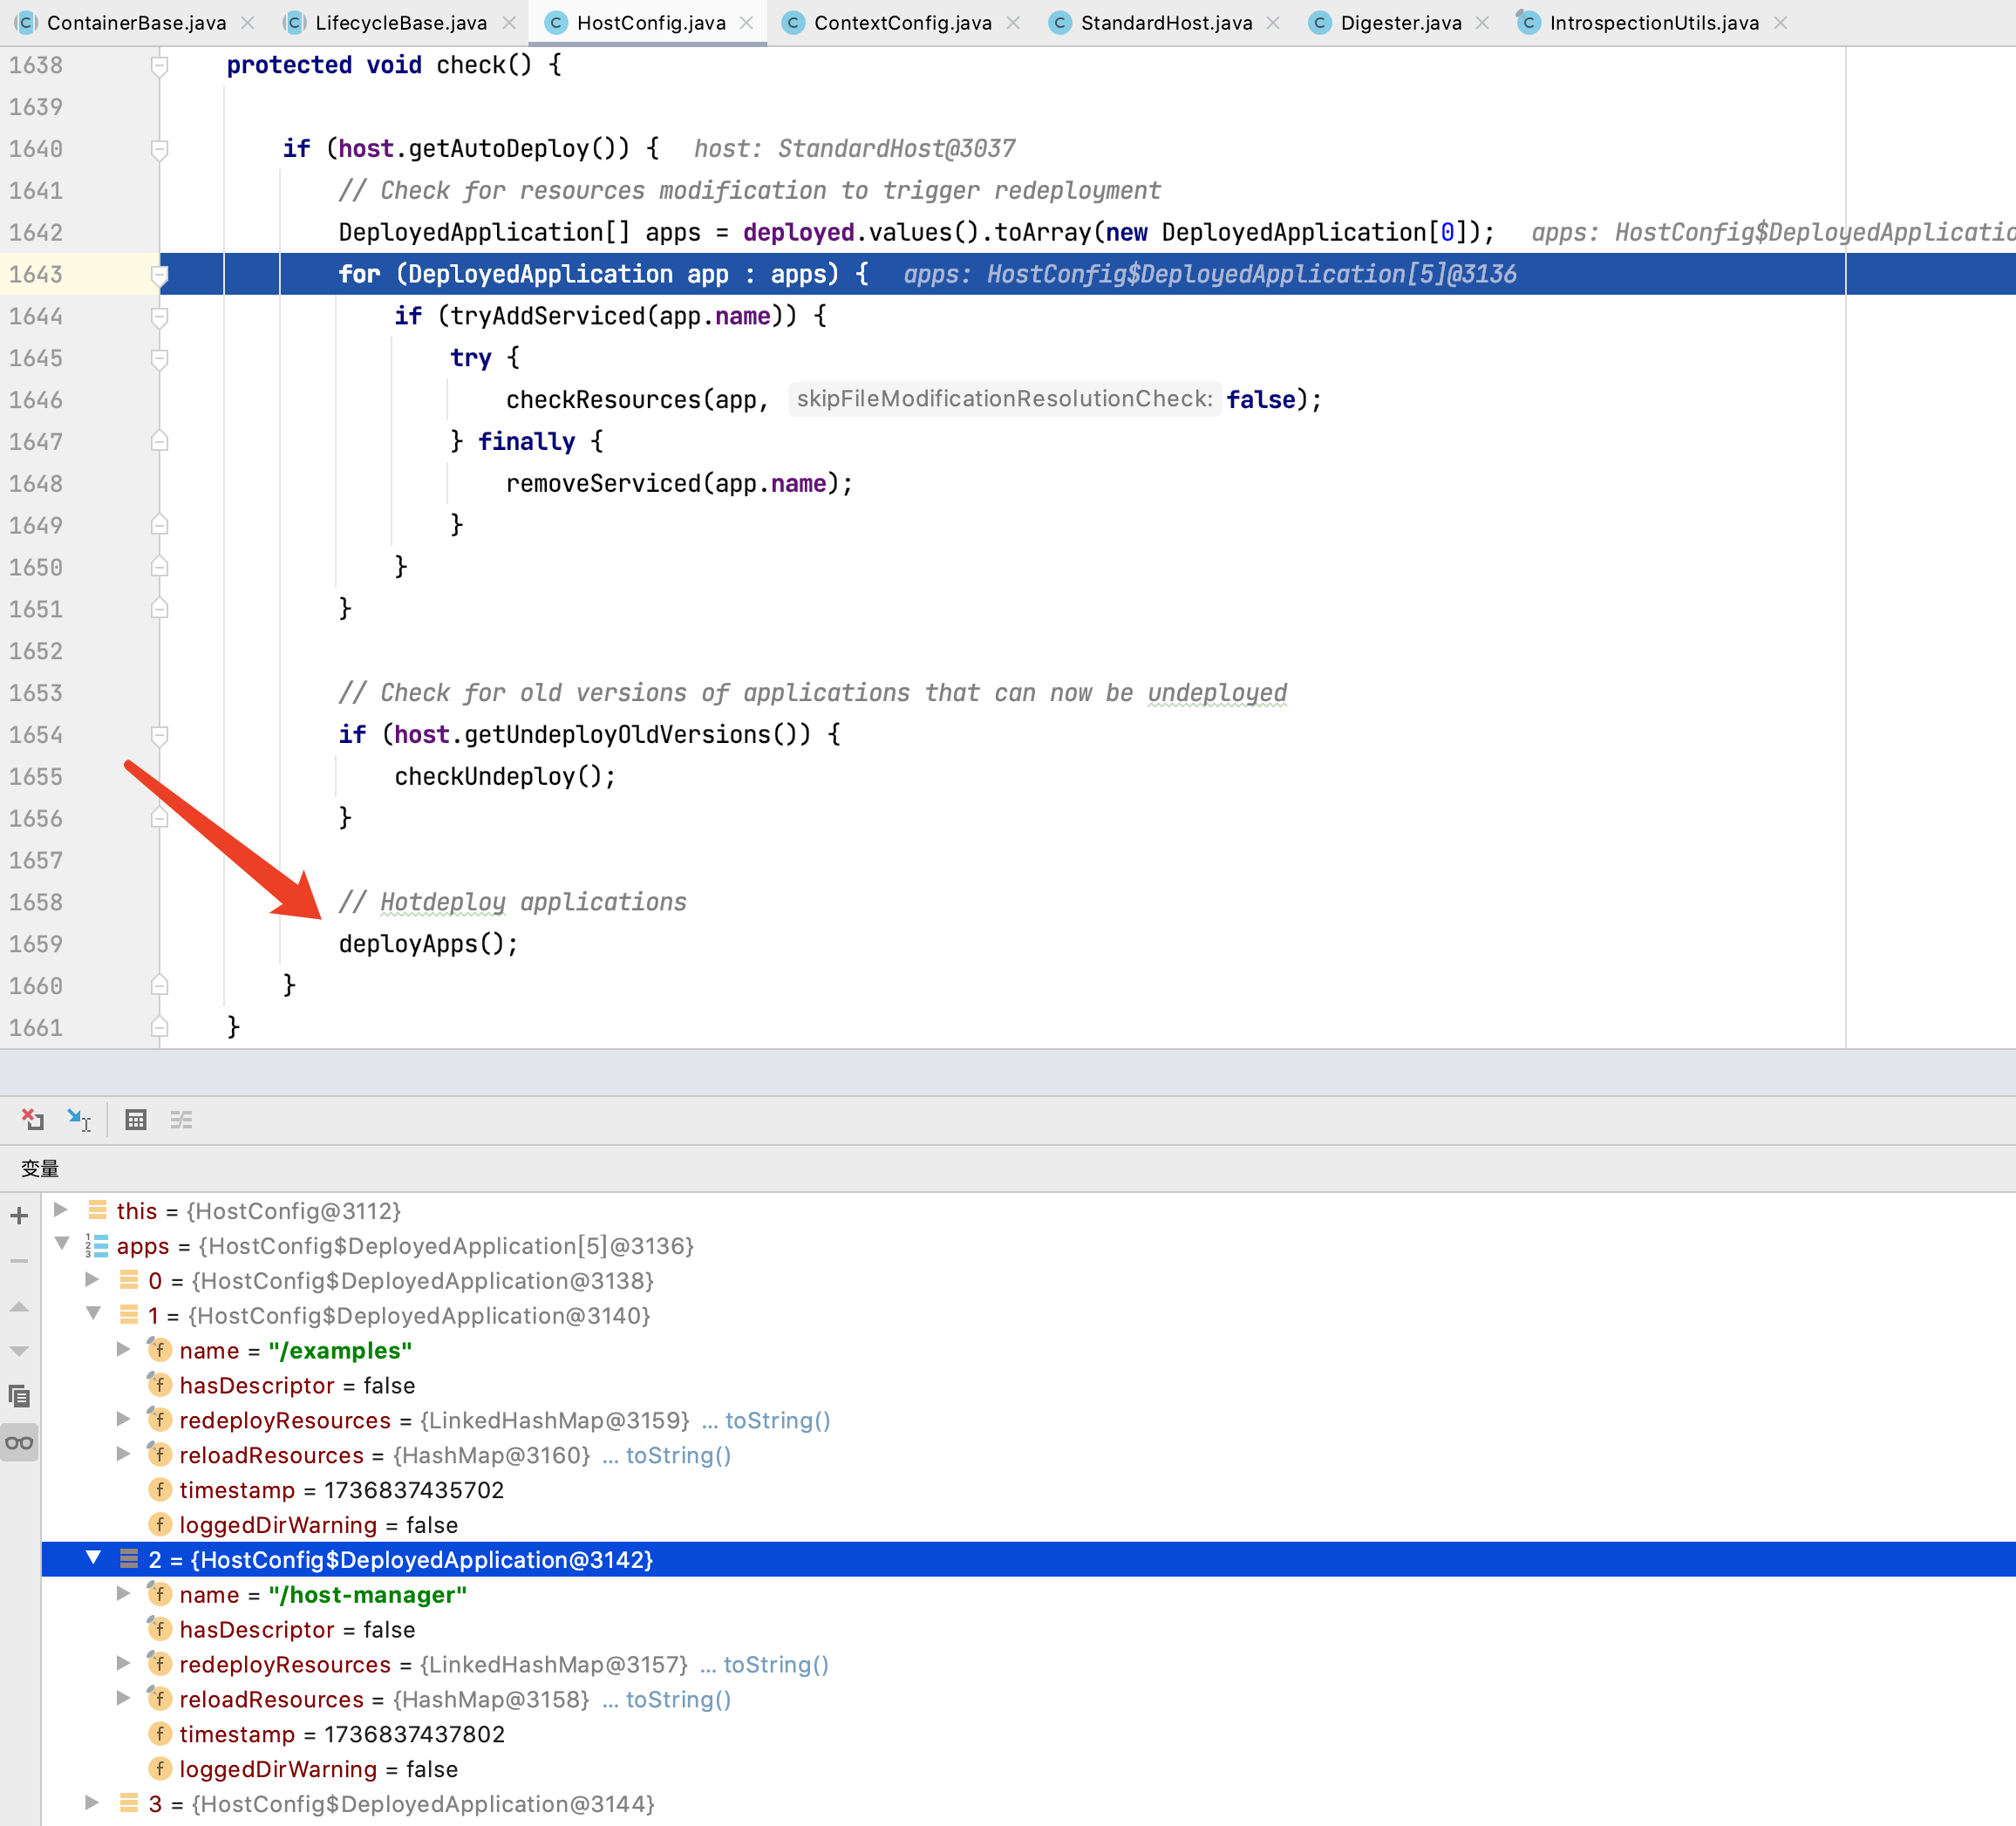 ContainerBase.java LifecycleBase.java HostConfig.java ContextConfig.java StandardHost.java Digester.java IntrospectionUtils.java
1638 protected void check() {
1639
1640 if (host.getAutoDeploy()) { host: StandardHost@3037
1641 // Check for resources modification to trigger redeployment
1642 DeployedApplication[] apps = deployed.values().toArray(new DeployedApplication[0]); apps: HostConfig$DeployedApplicatio
1643 for (DeployedApplication app : apps) { apps: HostConfig$DeployedApplication[5]@3136
1644 if (tryAddServiced(app.name)) {
1645 try {
1646 checkResources(app, skipFileModificationResolutionCheck: false);
1647 } finally {
1648 removeServiced(app.name);
1649 }
1650 }
1651 }
1652
1653 // Check for old versions of applications that can now be undeployed
1654 if (host.getUndeployOldVersions()) {
1655 checkUndeploy();
1656 }
1657
1658 // Hotdeploy applications
1659 deployApps();
1660 }
1661 }
变量
this = {HostConfig@3112}
apps = {HostConfig$DeployedApplication[5]@3136}
0 = {HostConfig$DeployedApplication@3138}
1 = {HostConfig$DeployedApplication@3140}
name = "/examples"
hasDescriptor = false
redeployResources = {LinkedHashMap@3159} ... toString()
reloadResources = {HashMap@3160} ... toString()
timestamp = 1736837435702
loggedDirWarning = false
2 = {HostConfig$DeployedApplication@3142}
name = "/host-manager"
hasDescriptor = false
redeployResources = {LinkedHashMap@3157} ... toString()
reloadResources = {HashMap@3158} ... toString()
timestamp = 1736837437802
loggedDirWarning = false
3 = {HostConfig$DeployedApplication@3144}